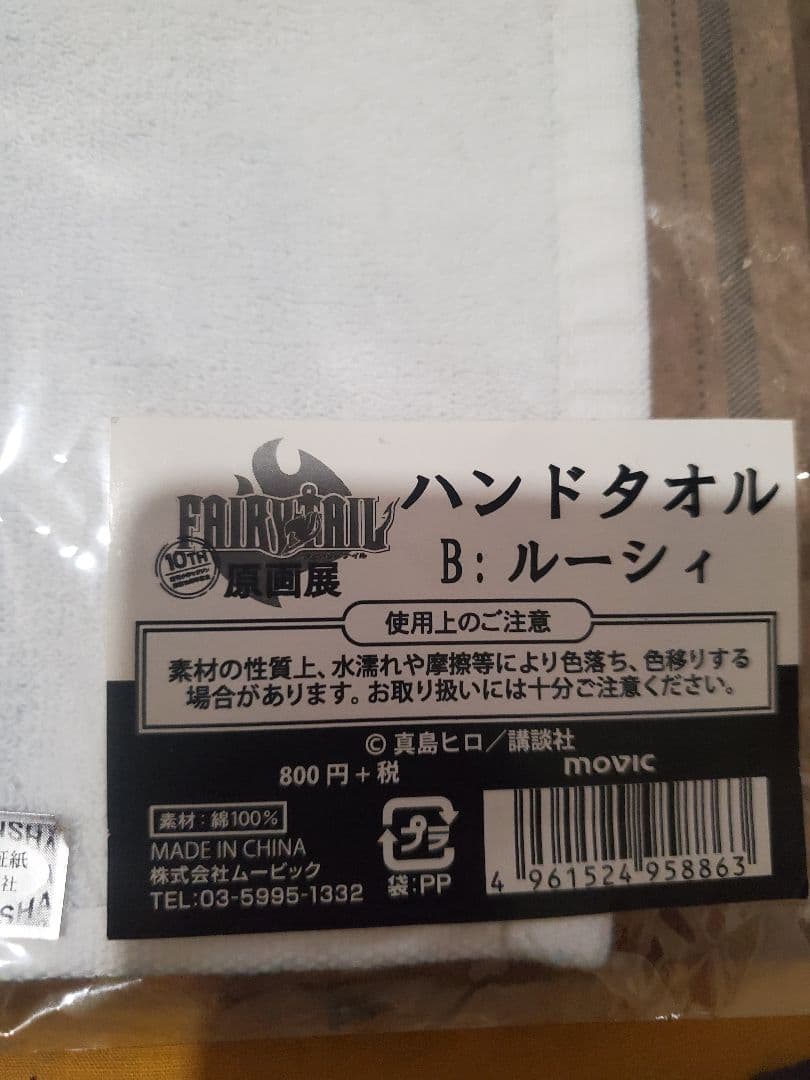 FAIRY TAIL
10TH
原画展
ハンドタオル
B: ルーシィ
使用上のご注意
素材の性質上、水濡れや摩擦等により色落ち、色移りする
場合があります。お取り扱いには十分ご注意ください。
© 真島ヒロ／講談社
800 円 + 税
movic
素材：綿100%
MADE IN CHINA
株式会社ムービック
TEL:03-5995-1332
プラ
袋:PP
4 961524 958863
証紙
社